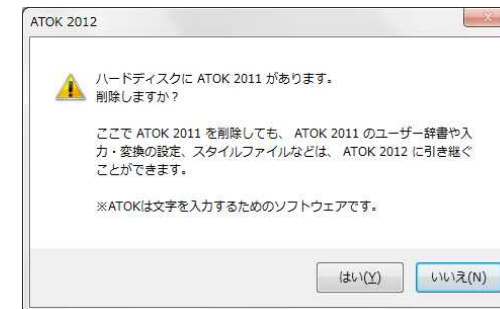 ATOK 2012
ハードディスクに ATOK 2011 があります。
削除しますか？
ここで ATOK 2011 を削除しても、 ATOK 2011 のユーザー辞書や入
力・変換の設定、スタイルファイルなどは、 ATOK 2012 に引き継ぐ
ことができます。
※ATOKは文字を入力するためのソフトウェアです。
はい(Y) いいえ(N)